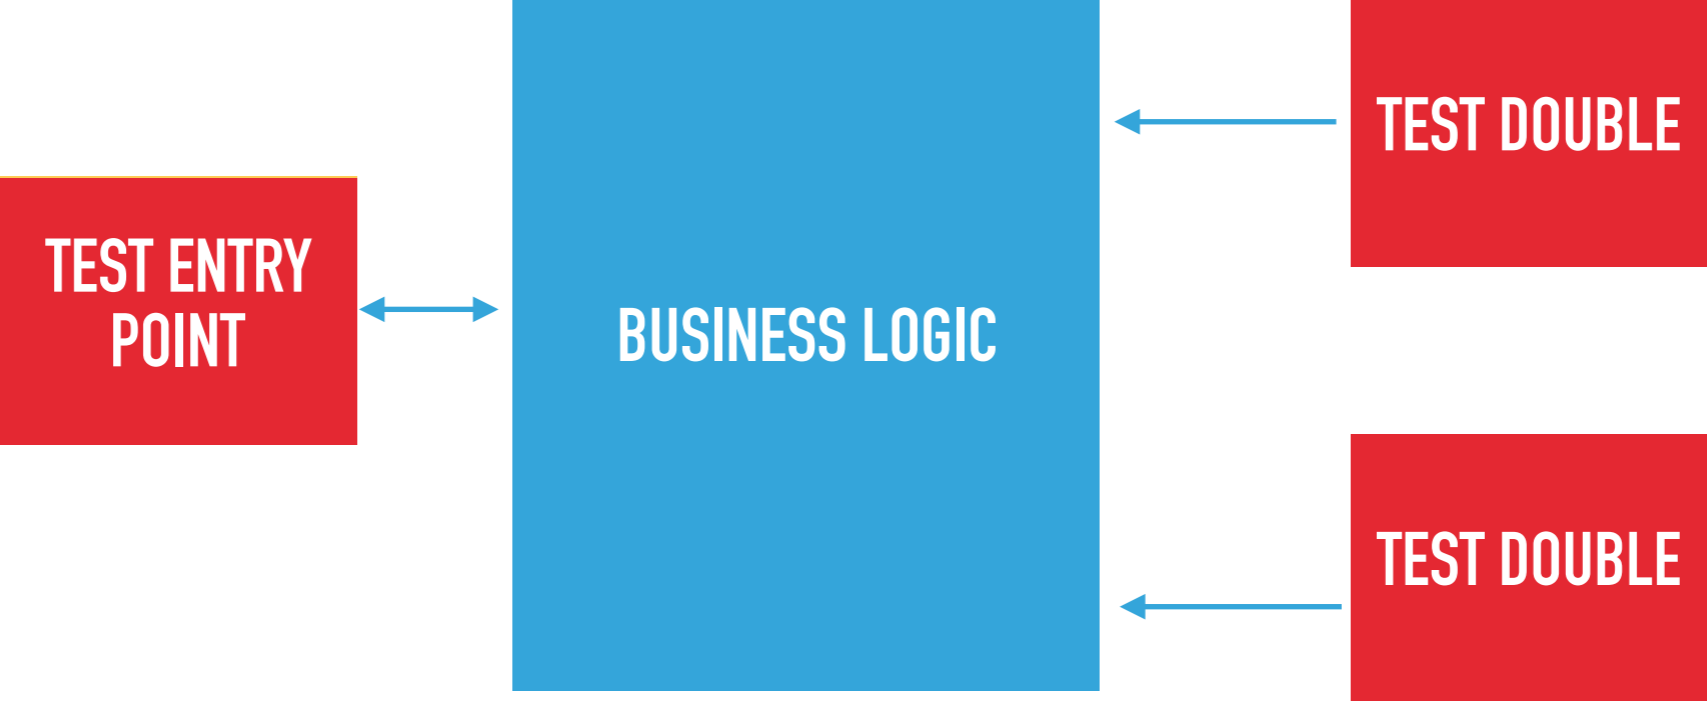 TEST ENTRY
POINT
BUSINESS LOGIC
TEST DOUBLE
TEST DOUBLE